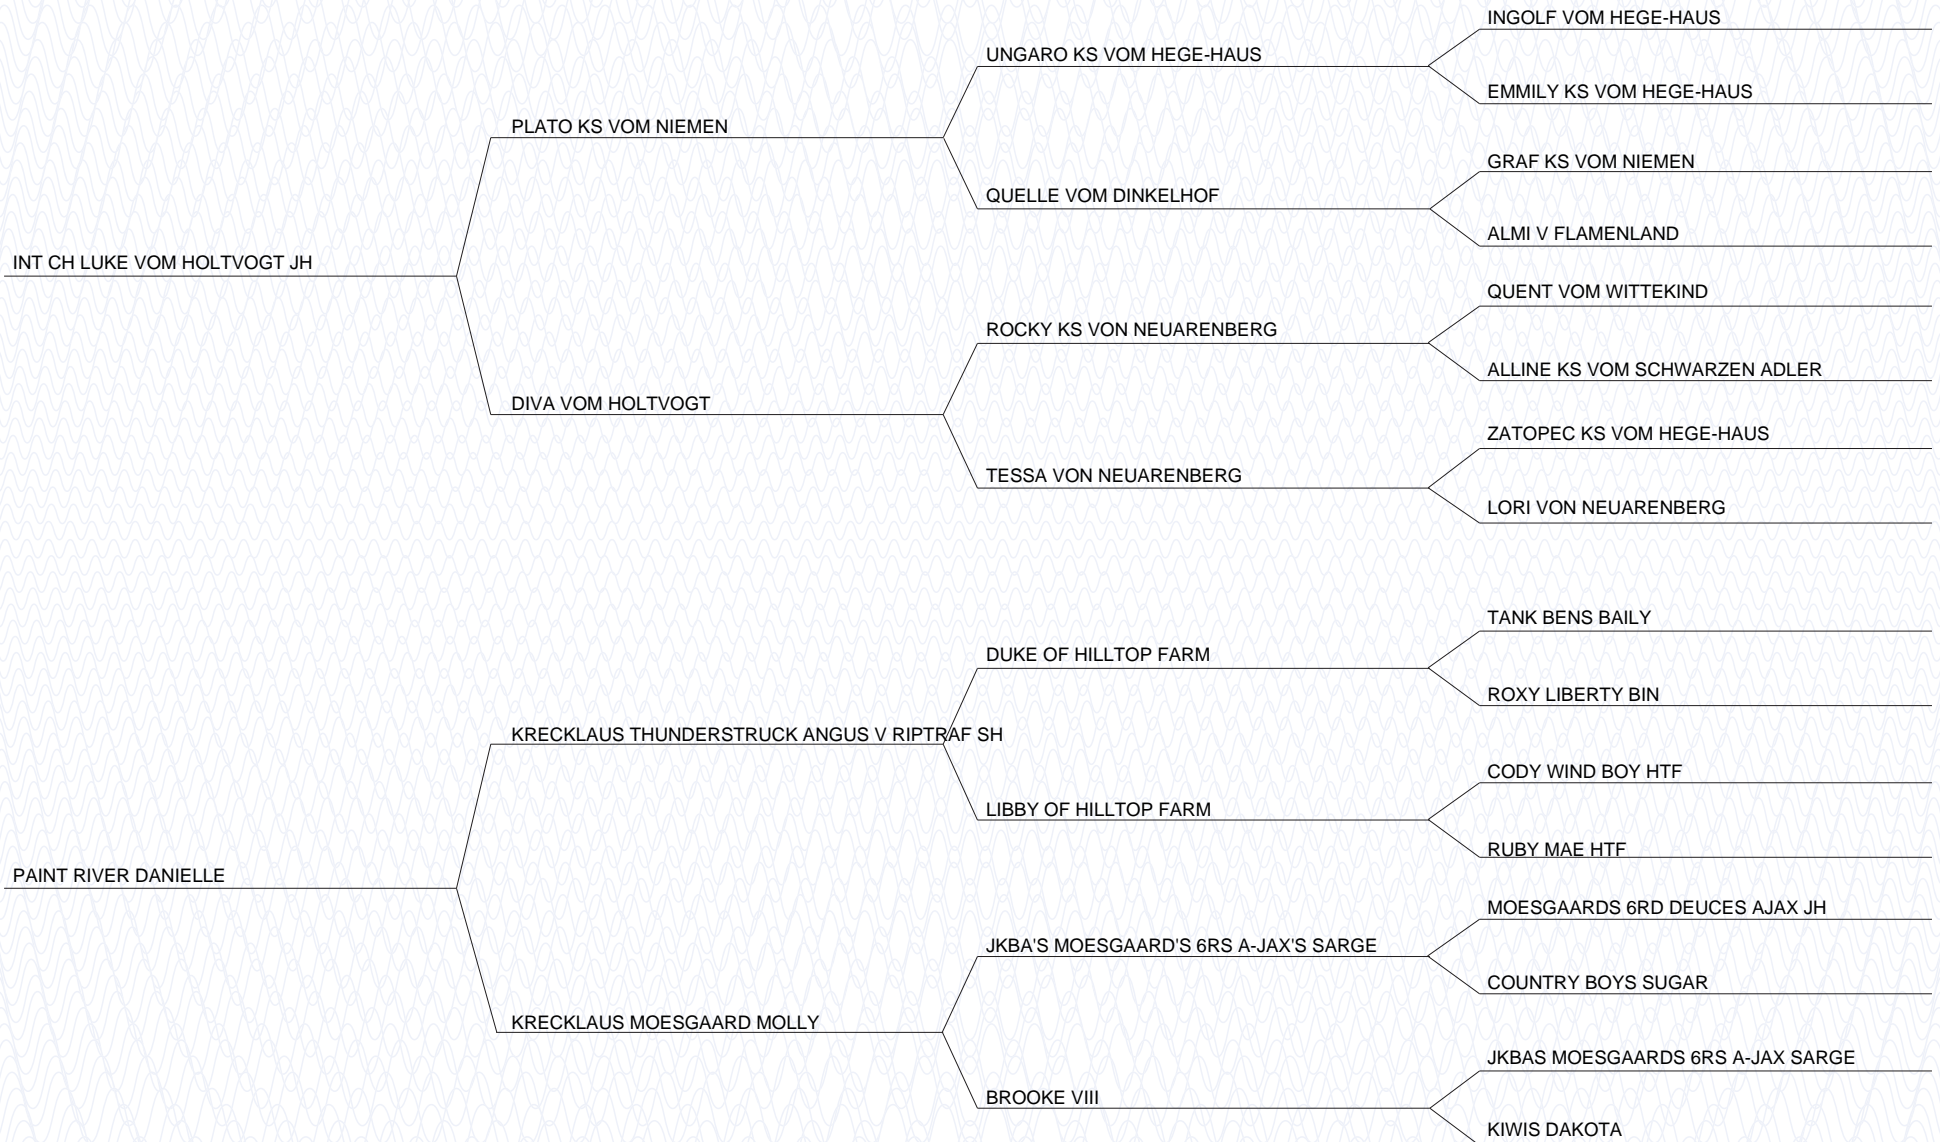 INT CH LUKE VOM HOLTVOGT JH
PLATO KS VOM NIEMEN
UNGARO KS VOM HEGE-HAUS
INGOLF VOM HEGE-HAUS
EMMILY KS VOM HEGE-HAUS
QUELLE VOM DINKELHOF
GRAF KS VOM NIEMEN
ALMI V FLAMENLAND
DIVA VOM HOLTVOGT
ROCKY KS VON NEUARENBERG
QUENT VOM WITTEKIND
ALLINE KS VOM SCHWARZEN ADLER
TESSA VON NEUARENBERG
ZATOPEC KS VOM HEGE-HAUS
LORI VON NEUARENBERG
PAINT RIVER DANIELLE
KRECKLAUS THUNDERSTRUCK ANGUS V RIPTRAF SH
DUKE OF HILLTOP FARM
TANK BENS BAILY
ROXY LIBERTY BIN
LIBBY OF HILLTOP FARM
CODY WIND BOY HTF
RUBY MAE HTF
KRECKLAUS MOESGAARD MOLLY
JKBA'S MOESGAARD'S 6RS A-JAX'S SARGE
MOESGAARDS 6RD DEUCES AJAX JH
COUNTRY BOYS SUGAR
BROOKE VIII
JKBAS MOESGAARDS 6RS A-JAX SARGE
KIWIS DAKOTA